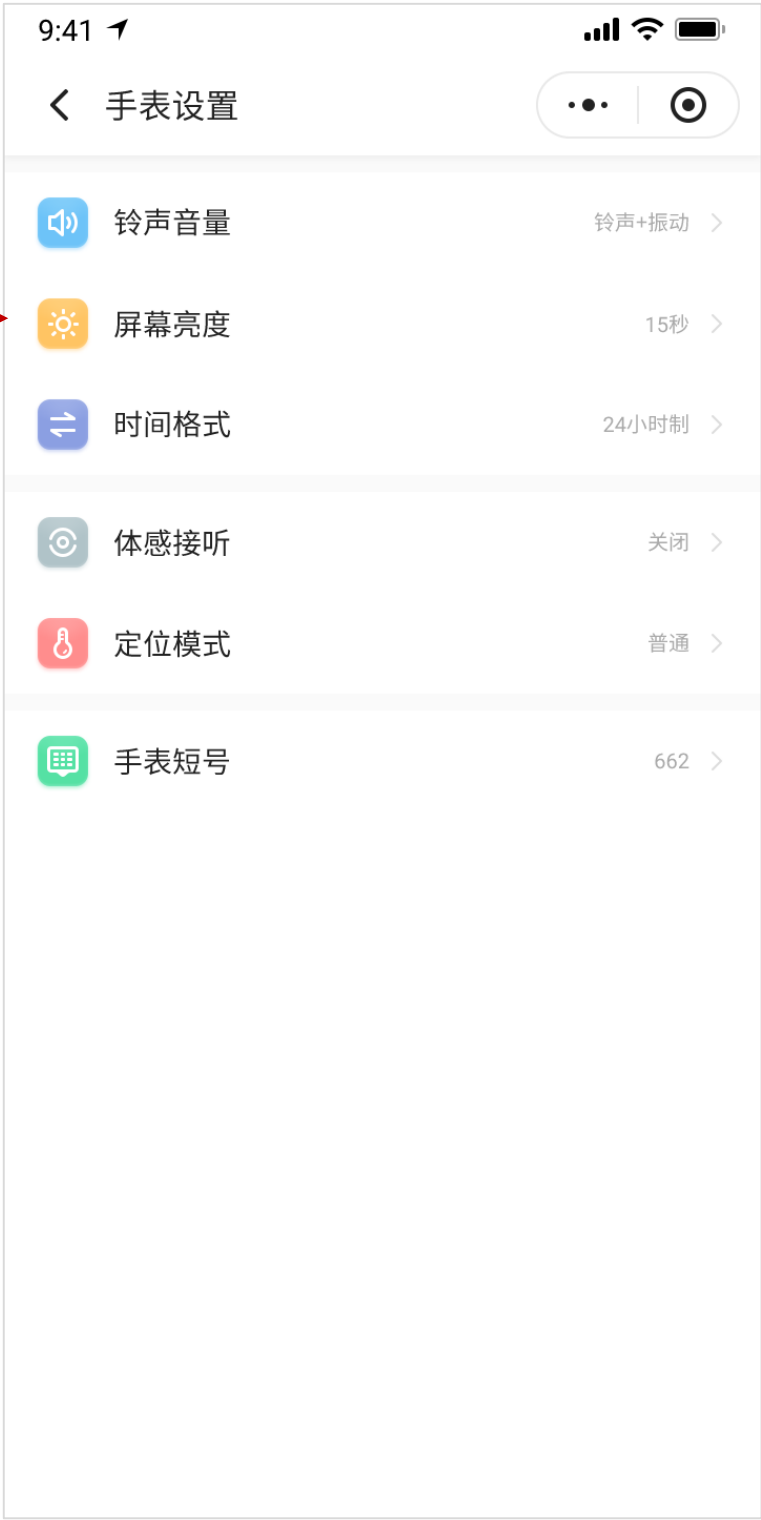 9:41
手表设置
铃声音量 铃声+振动
屏幕亮度 15秒
时间格式 24小时制
体感接听 关闭
定位模式 普通
手表短号 662